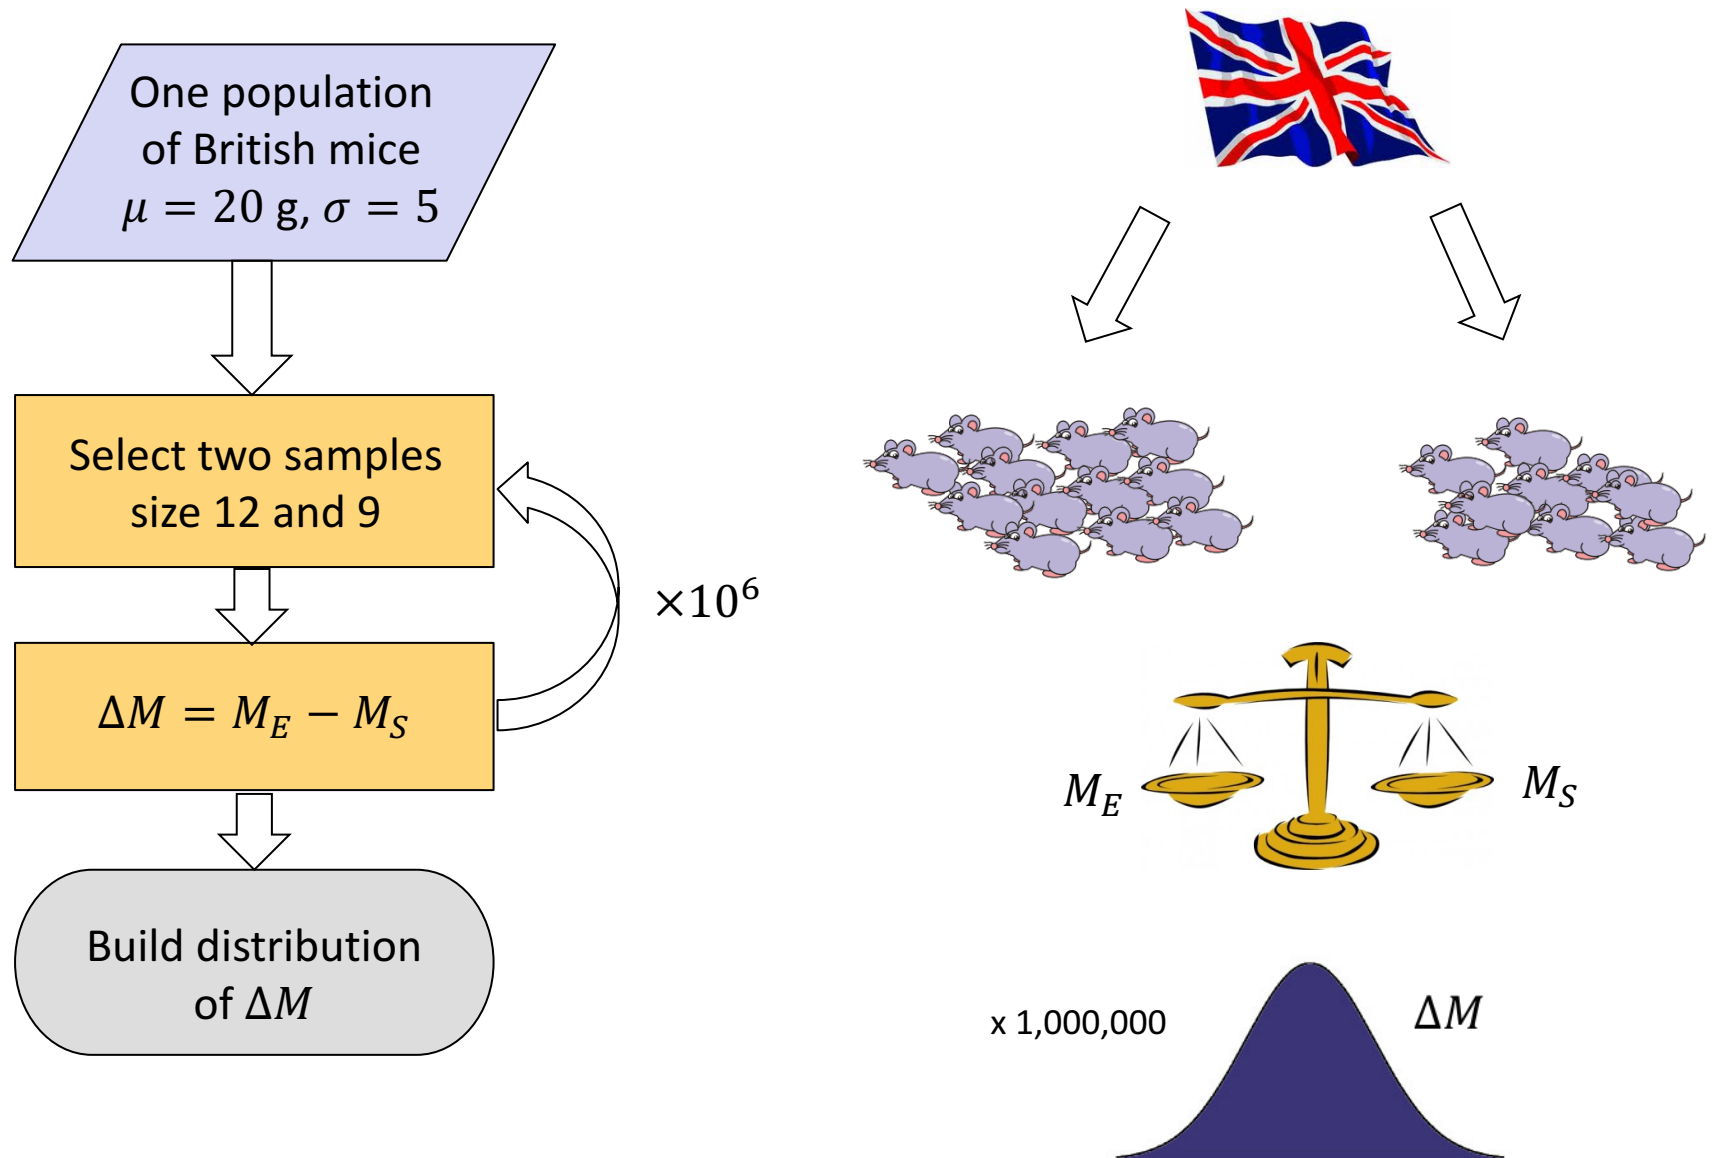 One population
of British mice
μ = 20 g, σ = 5
Select two samples
size 12 and 9
×10⁶
ΔM = M_E − M_S
Build distribution
of ΔM
M_E
M_S
x 1,000,000
ΔM